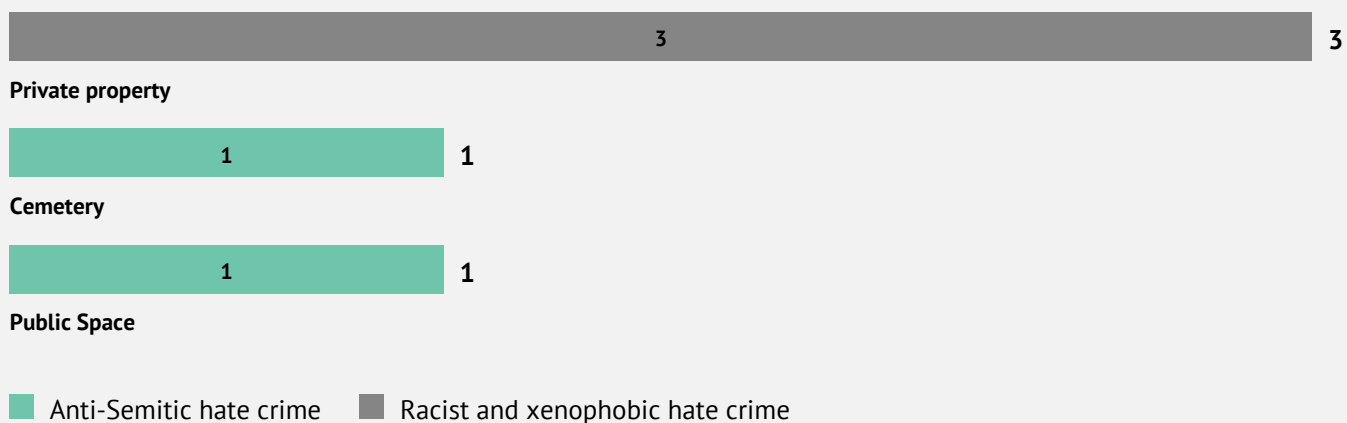 3 3
Private property
1 1
Cemetery
1 1
Public Space
Anti-Semitic hate crime Racist and xenophobic hate crime